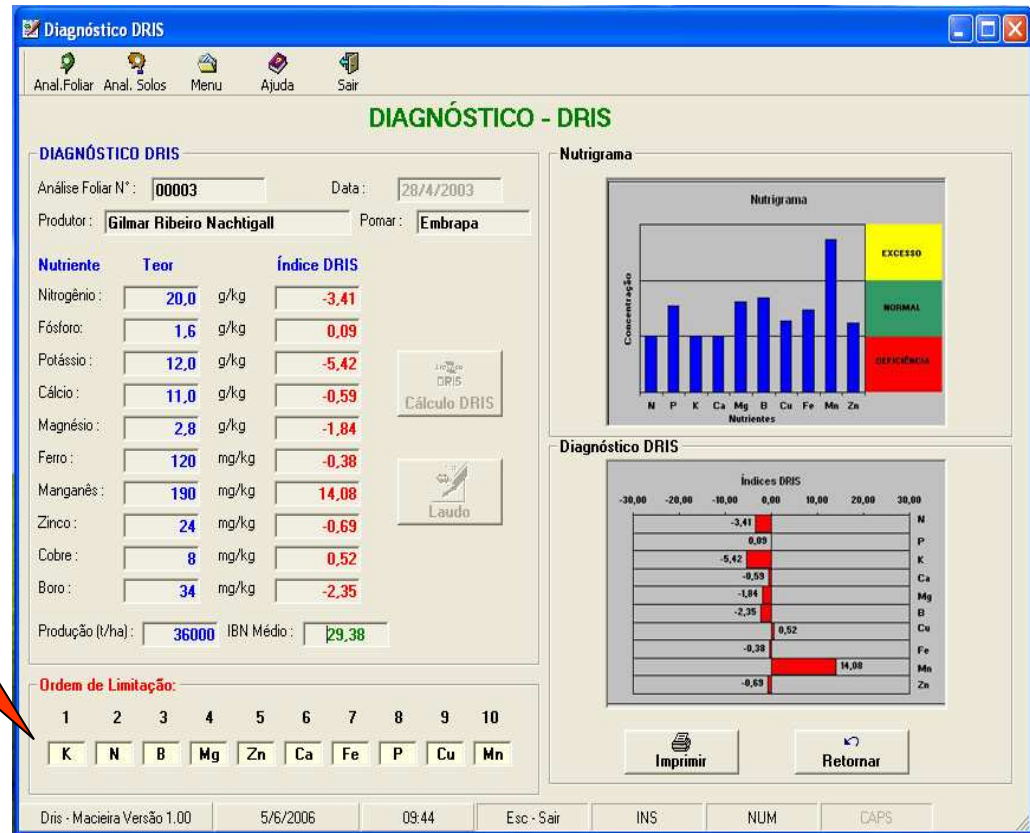 Diagnóstico DRIS
Anal.Foliar Anal. Solos Menu Ajuda Sair
DIAGNÓSTICO - DRIS
DIAGNÓSTICO DRIS
Análise Foliar N° : 00003 Data : 28/4/2003
Produtor : Gilmar Ribeiro Nachtigall Pomar : Embrapa
Nutriente Teor Índice DRIS
Nitrogênio : 20,0 g/kg -3,41
Fósforo: 1,6 g/kg 0,09
Potássio : 12,0 g/kg -5,42
Cálcio : 11,0 g/kg -0,59
Magnésio : 2,8 g/kg -1,84
Ferro : 120 mg/kg -0,38
Manganês : 190 mg/kg 14,08
Zinco : 24 mg/kg -0,69
Cobre : 8 mg/kg 0,52
Boro : 34 mg/kg -2,35
DRIS
Cálculo DRIS
Laudo
Produção (t/ha) : 36000 IBN Médio : 29,38
Ordem de Limitação:
1 2 3 4 5 6 7 8 9 10
K N B Mg Zn Ca Fe P Cu Mn
Nutrigrama
Nutrigrama
Concentração
EXCESSO
NORMAL
DEFICIÊNCIA
N P K Ca Mg B Cu Fe Mn Zn
Nutrientes
Diagnóstico DRIS
Índices DRIS
-30,00 -20,00 -10,00 0,00 10,00 20,00 30,00
-3,41 N
0,09 P
-5,42 K
-0,59 Ca
-1,84 Mg
-2,35 B
0,52 Cu
-0,38 Fe
14,08 Mn
-0,69 Zn
Imprimir Retornar
Dris - Macieira Versão 1.00 5/6/2006 09:44 Esc - Sair INS NUM CAPS